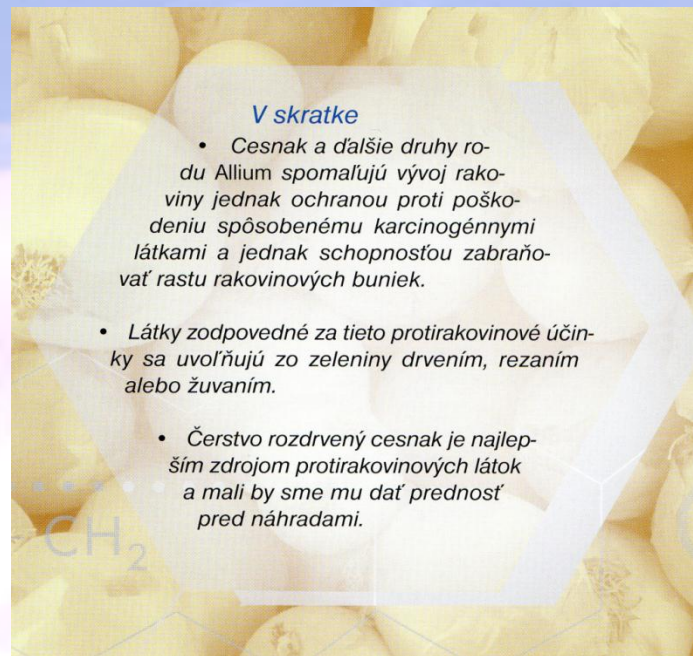 V skratke
• Cesnak a ďalšie druhy ro-
du Allium spomaľujú vývoj rako-
viny jednak ochranou proti poško-
deniu spôsobenému karcinogénnymi
látkami a jednak schopnosťou zabraňo-
vať rastu rakovinových buniek.
• Látky zodpovedné za tieto protirakovinové účin-
ky sa uvoľňujú zo zeleniny drvením, rezaním
alebo žuvaním.
• Čerstvo rozdrvený cesnak je najlep-
ším zdrojom protirakovinových látok
a mali by sme mu dať prednosť
pred náhradami.
CH2